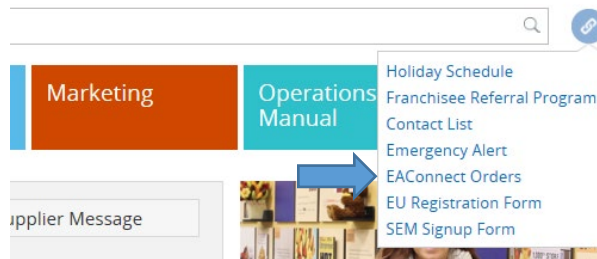 Marketing
Operations
Manual
Holiday Schedule
Franchisee Referral Program
Contact List
Emergency Alert
EAConnect Orders
EU Registration Form
SEM Signup Form
upplier Message